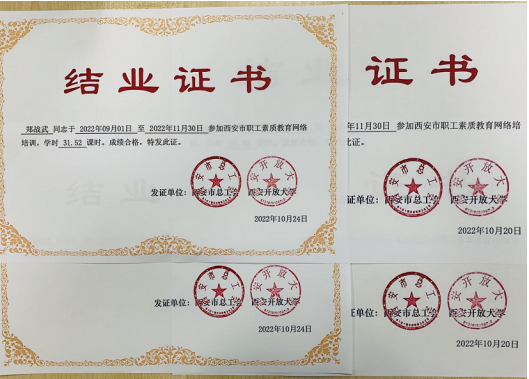 结业证书
郑战武 同志于 2022年09月01日 至 2022年11月30日 参加西安市职工素质教育网络
培训，学时 31.52 课时。成绩合格，特发此证。
发证单位：西安市总工会 西安开放大学
2022年10月24日
证书
年11月30日 参加西安市职工素质教育网络培
此证。
证单位：西安市总工会 西安开放大学
2022年10月20日
发证单位：西安市总工会 西安开放大学
2022年10月24日
证单位：西安市总工会 西安开放大学
2022年10月20日